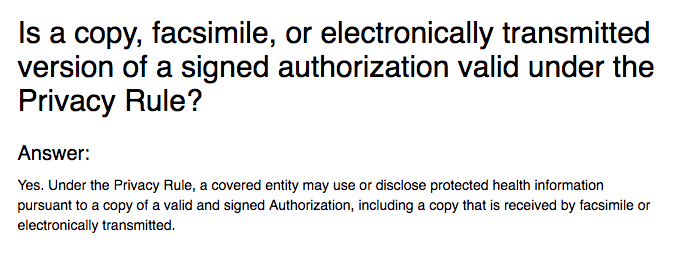 Is a copy, facsimile, or electronically transmitted
version of a signed authorization valid under the
Privacy Rule?
Answer:
Yes. Under the Privacy Rule, a covered entity may use or disclose protected health information
pursuant to a copy of a valid and signed Authorization, including a copy that is received by facsimile or
electronically transmitted.